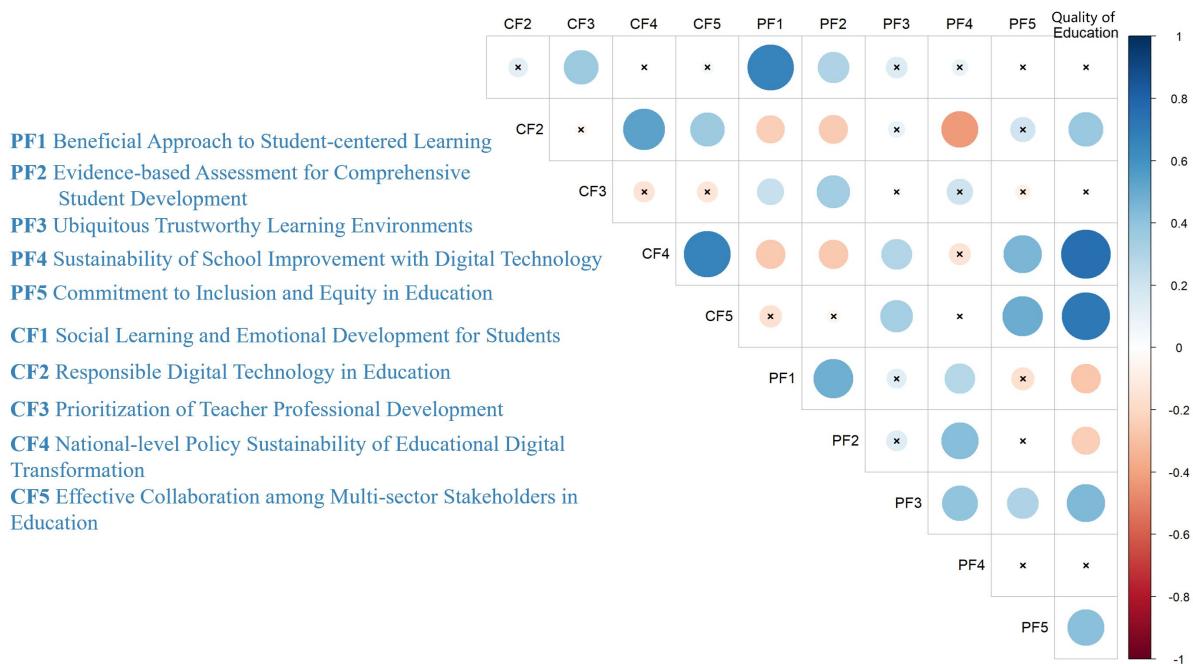 CF2 CF3 CF4 CF5 PF1 PF2 PF3 PF4 PF5 Quality of
Education
CF2
CF3
CF4
CF5
PF1
PF2
PF3
PF4
PF5
PF1 Beneficial Approach to Student-centered Learning
PF2 Evidence-based Assessment for Comprehensive
Student Development
PF3 Ubiquitous Trustworthy Learning Environments
PF4 Sustainability of School Improvement with Digital Technology
PF5 Commitment to Inclusion and Equity in Education
CF1 Social Learning and Emotional Development for Students
CF2 Responsible Digital Technology in Education
CF3 Prioritization of Teacher Professional Development
CF4 National-level Policy Sustainability of Educational Digital
Transformation
CF5 Effective Collaboration among Multi-sector Stakeholders in
Education
1
0.8
0.6
0.4
0.2
0
-0.2
-0.4
-0.6
-0.8
-1